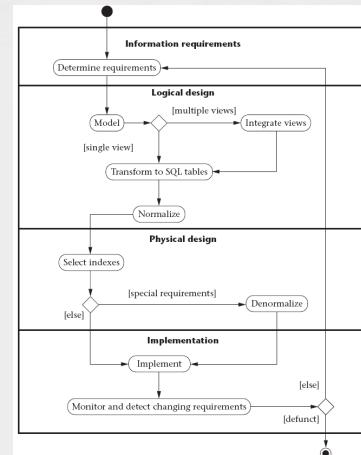 Information requirements
Determine requirements
Logical design
[multiple views]
Model
Integrate views
[single view]
Transform to SQL tables
Normalize
Physical design
Select indexes
[special requirements]
Denormalize
[else]
Implementation
Implement
[else]
Monitor and detect changing requirements
[defunct]